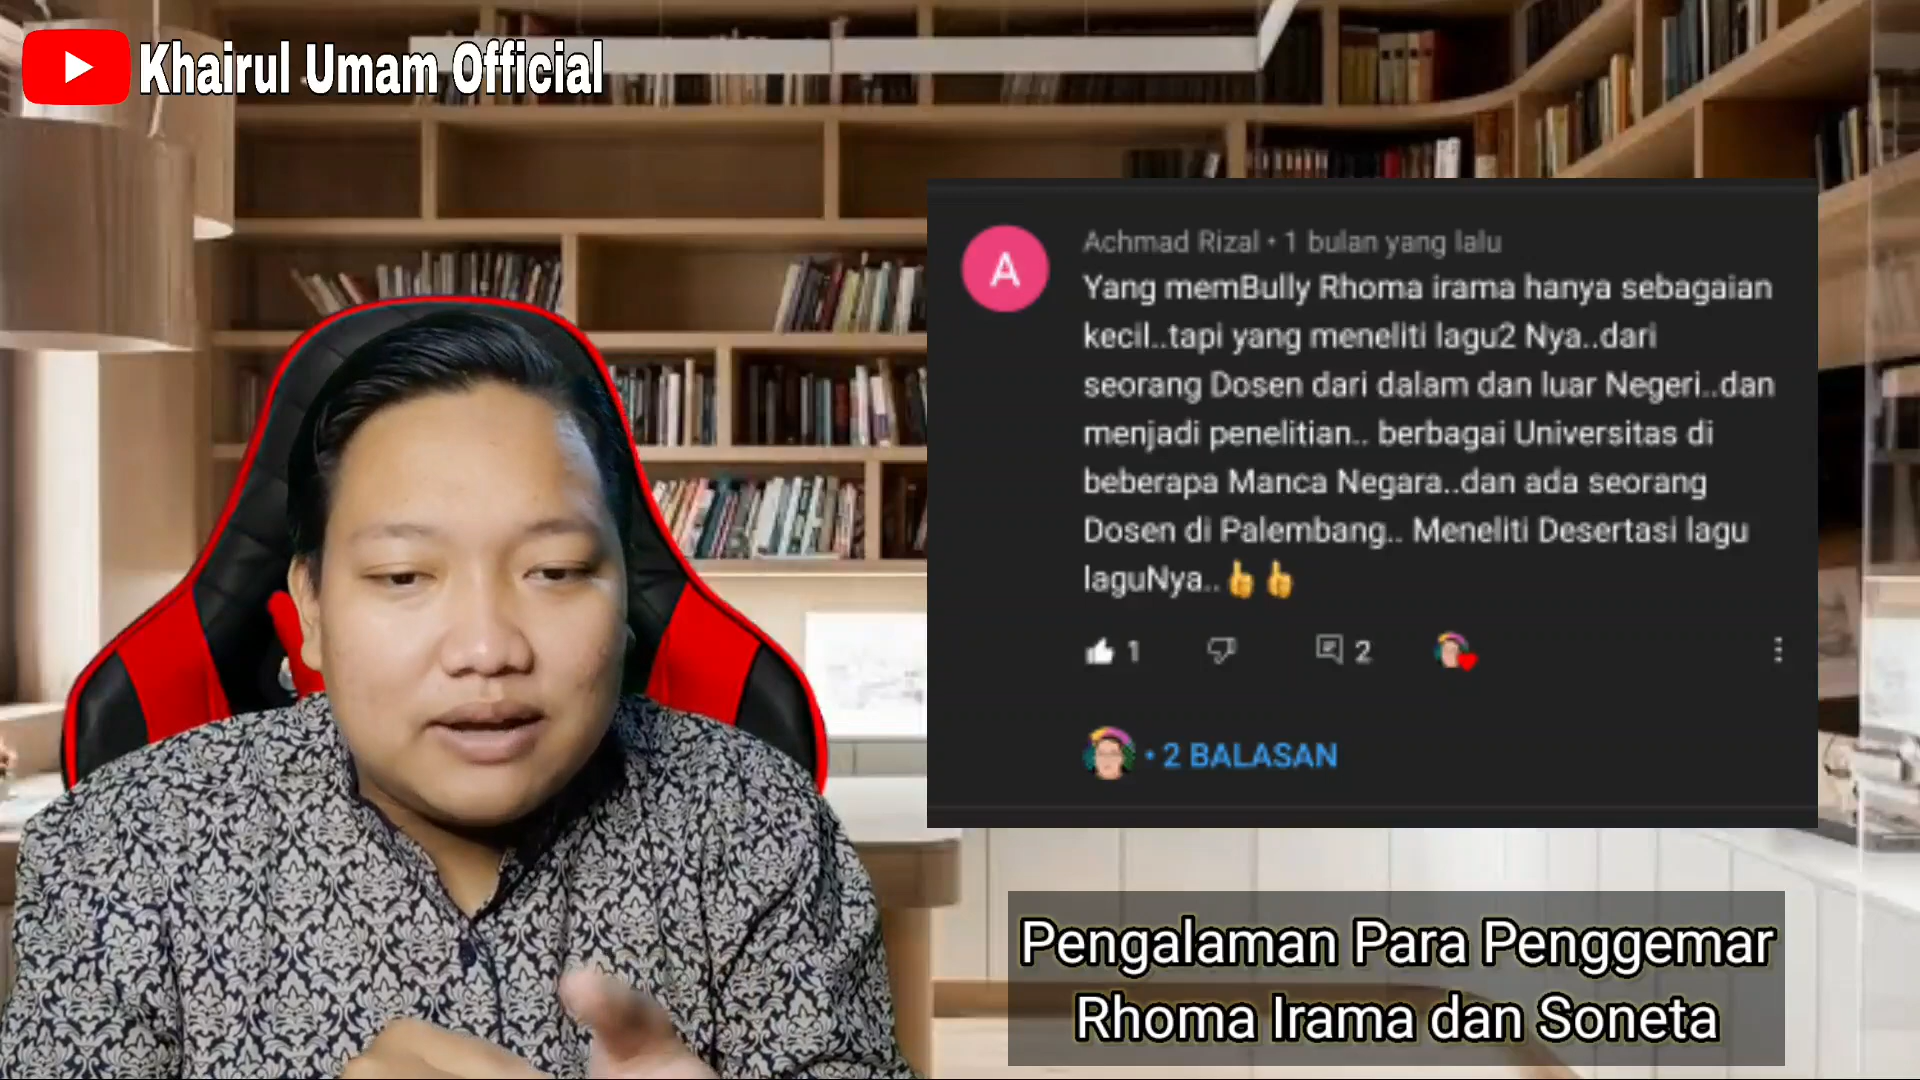 Khairul Umam Official
A
Achmad Rizal • 1 bulan yang lalu
Yang memBully Rhoma irama hanya sebagaian
kecil..tapi yang meneliti lagu2 Nya..dari
seorang Dosen dari dalam dan luar Negeri..dan
menjadi penelitian.. berbagai Universitas di
beberapa Manca Negara..dan ada seorang
Dosen di Palembang.. Meneliti Desertasi lagu
laguNya..👍👍
1 2
• 2 BALASAN
Pengalaman Para Penggemar
Rhoma Irama dan Soneta